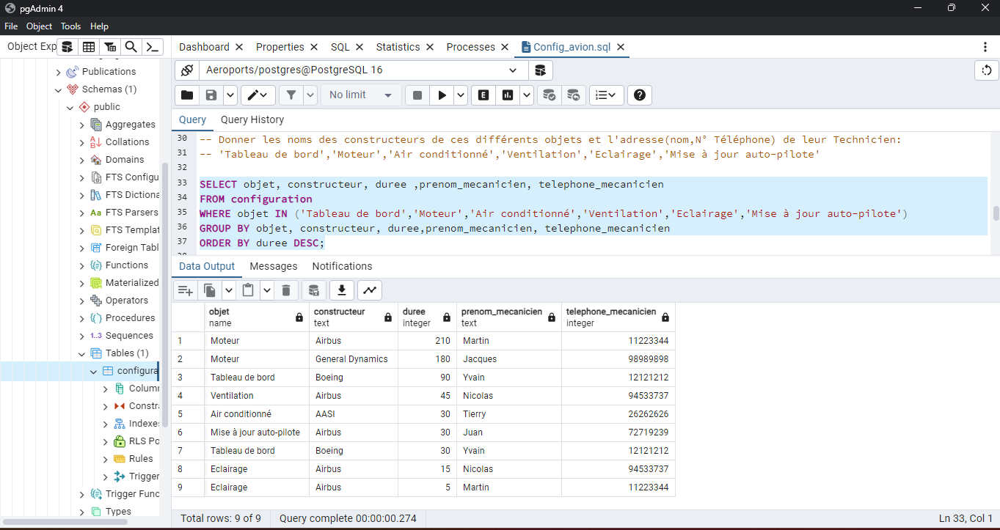 pgAdmin 4
File Object Tools Help
Object Exp
Dashboard Properties SQL Statistics Processes Config_avion.sql
Publications
Schemas (1)
public
Aggregates
Collations
Domains
FTS Configu
FTS Dictiona
FTS Parsers
FTS Templat
Foreign Tabl
Functions
Materialized
Operators
Procedures
1..3 Sequences
Tables (1)
configura
Colum
Constra
Indexes
RLS Po
Rules
Trigger
Trigger Func
Types
Aeroports/postgres@PostgreSQL 16
No limit
Query Query History
30 -- Donner les noms des constructeurs de ces différents objets et l'adresse(nom,N° Téléphone) de leur Technicien:
31 -- 'Tableau de bord','Moteur','Air conditionné','Ventilation','Eclairage','Mise à jour auto-pilote'
32
33 SELECT objet, constructeur, duree ,prenom_mecanicien, telephone_mecanicien
34 FROM configuration
35 WHERE objet IN ('Tableau de bord','Moteur','Air conditionné','Ventilation','Eclairage','Mise à jour auto-pilote')
36 GROUP BY objet, constructeur, duree,prenom_mecanicien, telephone_mecanicien
37 ORDER BY duree DESC;
Data Output Messages Notifications
objet constructeur duree prenom_mecanicien telephone_mecanicien
name text integer text integer
1 Moteur Airbus 210 Martin 11223344
2 Moteur General Dynamics 180 Jacques 98989898
3 Tableau de bord Boeing 90 Yvain 12121212
4 Ventilation Airbus 45 Nicolas 94533737
5 Air conditionné AASI 30 Tierry 26262626
6 Mise à jour auto-pilote Airbus 30 Juan 72719239
7 Tableau de bord Boeing 30 Yvain 12121212
8 Eclairage Airbus 15 Nicolas 94533737
9 Eclairage Airbus 5 Martin 11223344
Total rows: 9 of 9 Query complete 00:00:00.274 Ln 33, Col 1